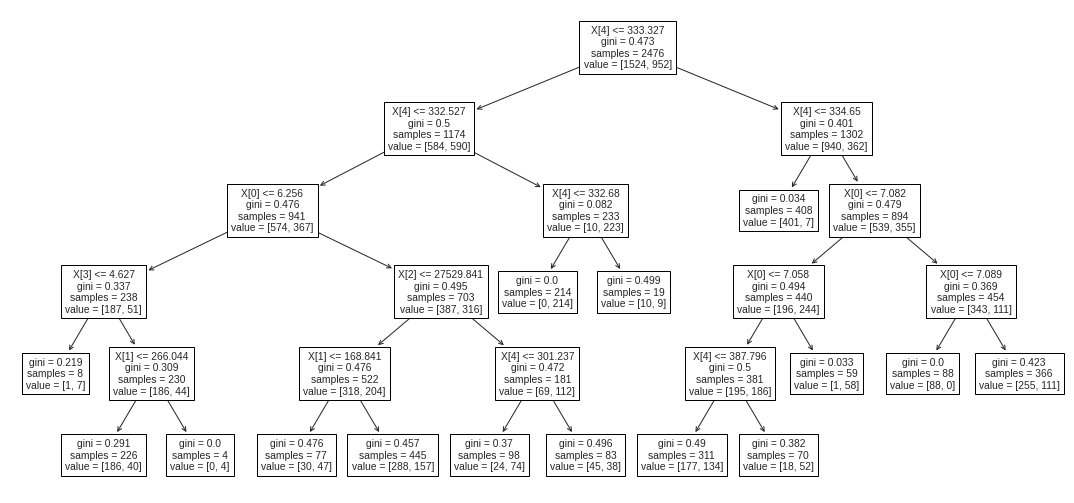 X[4] <= 333.327
gini = 0.473
samples = 2476
value = [1524, 952]
X[4] <= 332.527
gini = 0.5
samples = 1174
value = [584, 590]
X[4] <= 334.65
gini = 0.401
samples = 1302
value = [940, 362]
X[0] <= 6.256
gini = 0.476
samples = 941
value = [574, 367]
X[4] <= 332.68
gini = 0.082
samples = 233
value = [10, 223]
gini = 0.034
samples = 408
value = [401, 7]
X[0] <= 7.082
gini = 0.479
samples = 894
value = [539, 355]
X[3] <= 4.627
gini = 0.337
samples = 238
value = [187, 51]
X[2] <= 27529.841
gini = 0.495
samples = 703
value = [387, 316]
gini = 0.0
samples = 214
value = [0, 214]
gini = 0.499
samples = 19
value = [10, 9]
X[0] <= 7.058
gini = 0.494
samples = 440
value = [196, 244]
X[0] <= 7.089
gini = 0.369
samples = 454
value = [343, 111]
gini = 0.219
samples = 8
value = [1, 7]
X[1] <= 266.044
gini = 0.309
samples = 230
value = [186, 44]
X[1] <= 168.841
gini = 0.476
samples = 522
value = [318, 204]
X[4] <= 301.237
gini = 0.472
samples = 181
value = [69, 112]
X[4] <= 387.796
gini = 0.5
samples = 381
value = [195, 186]
gini = 0.033
samples = 59
value = [1, 58]
gini = 0.0
samples = 88
value = [88, 0]
gini = 0.423
samples = 366
value = [255, 111]
gini = 0.291
samples = 226
value = [186, 40]
gini = 0.0
samples = 4
value = [0, 4]
gini = 0.476
samples = 77
value = [30, 47]
gini = 0.457
samples = 445
value = [288, 157]
gini = 0.37
samples = 98
value = [24, 74]
gini = 0.496
samples = 83
value = [45, 38]
gini = 0.49
samples = 311
value = [177, 134]
gini = 0.382
samples = 70
value = [18, 52]